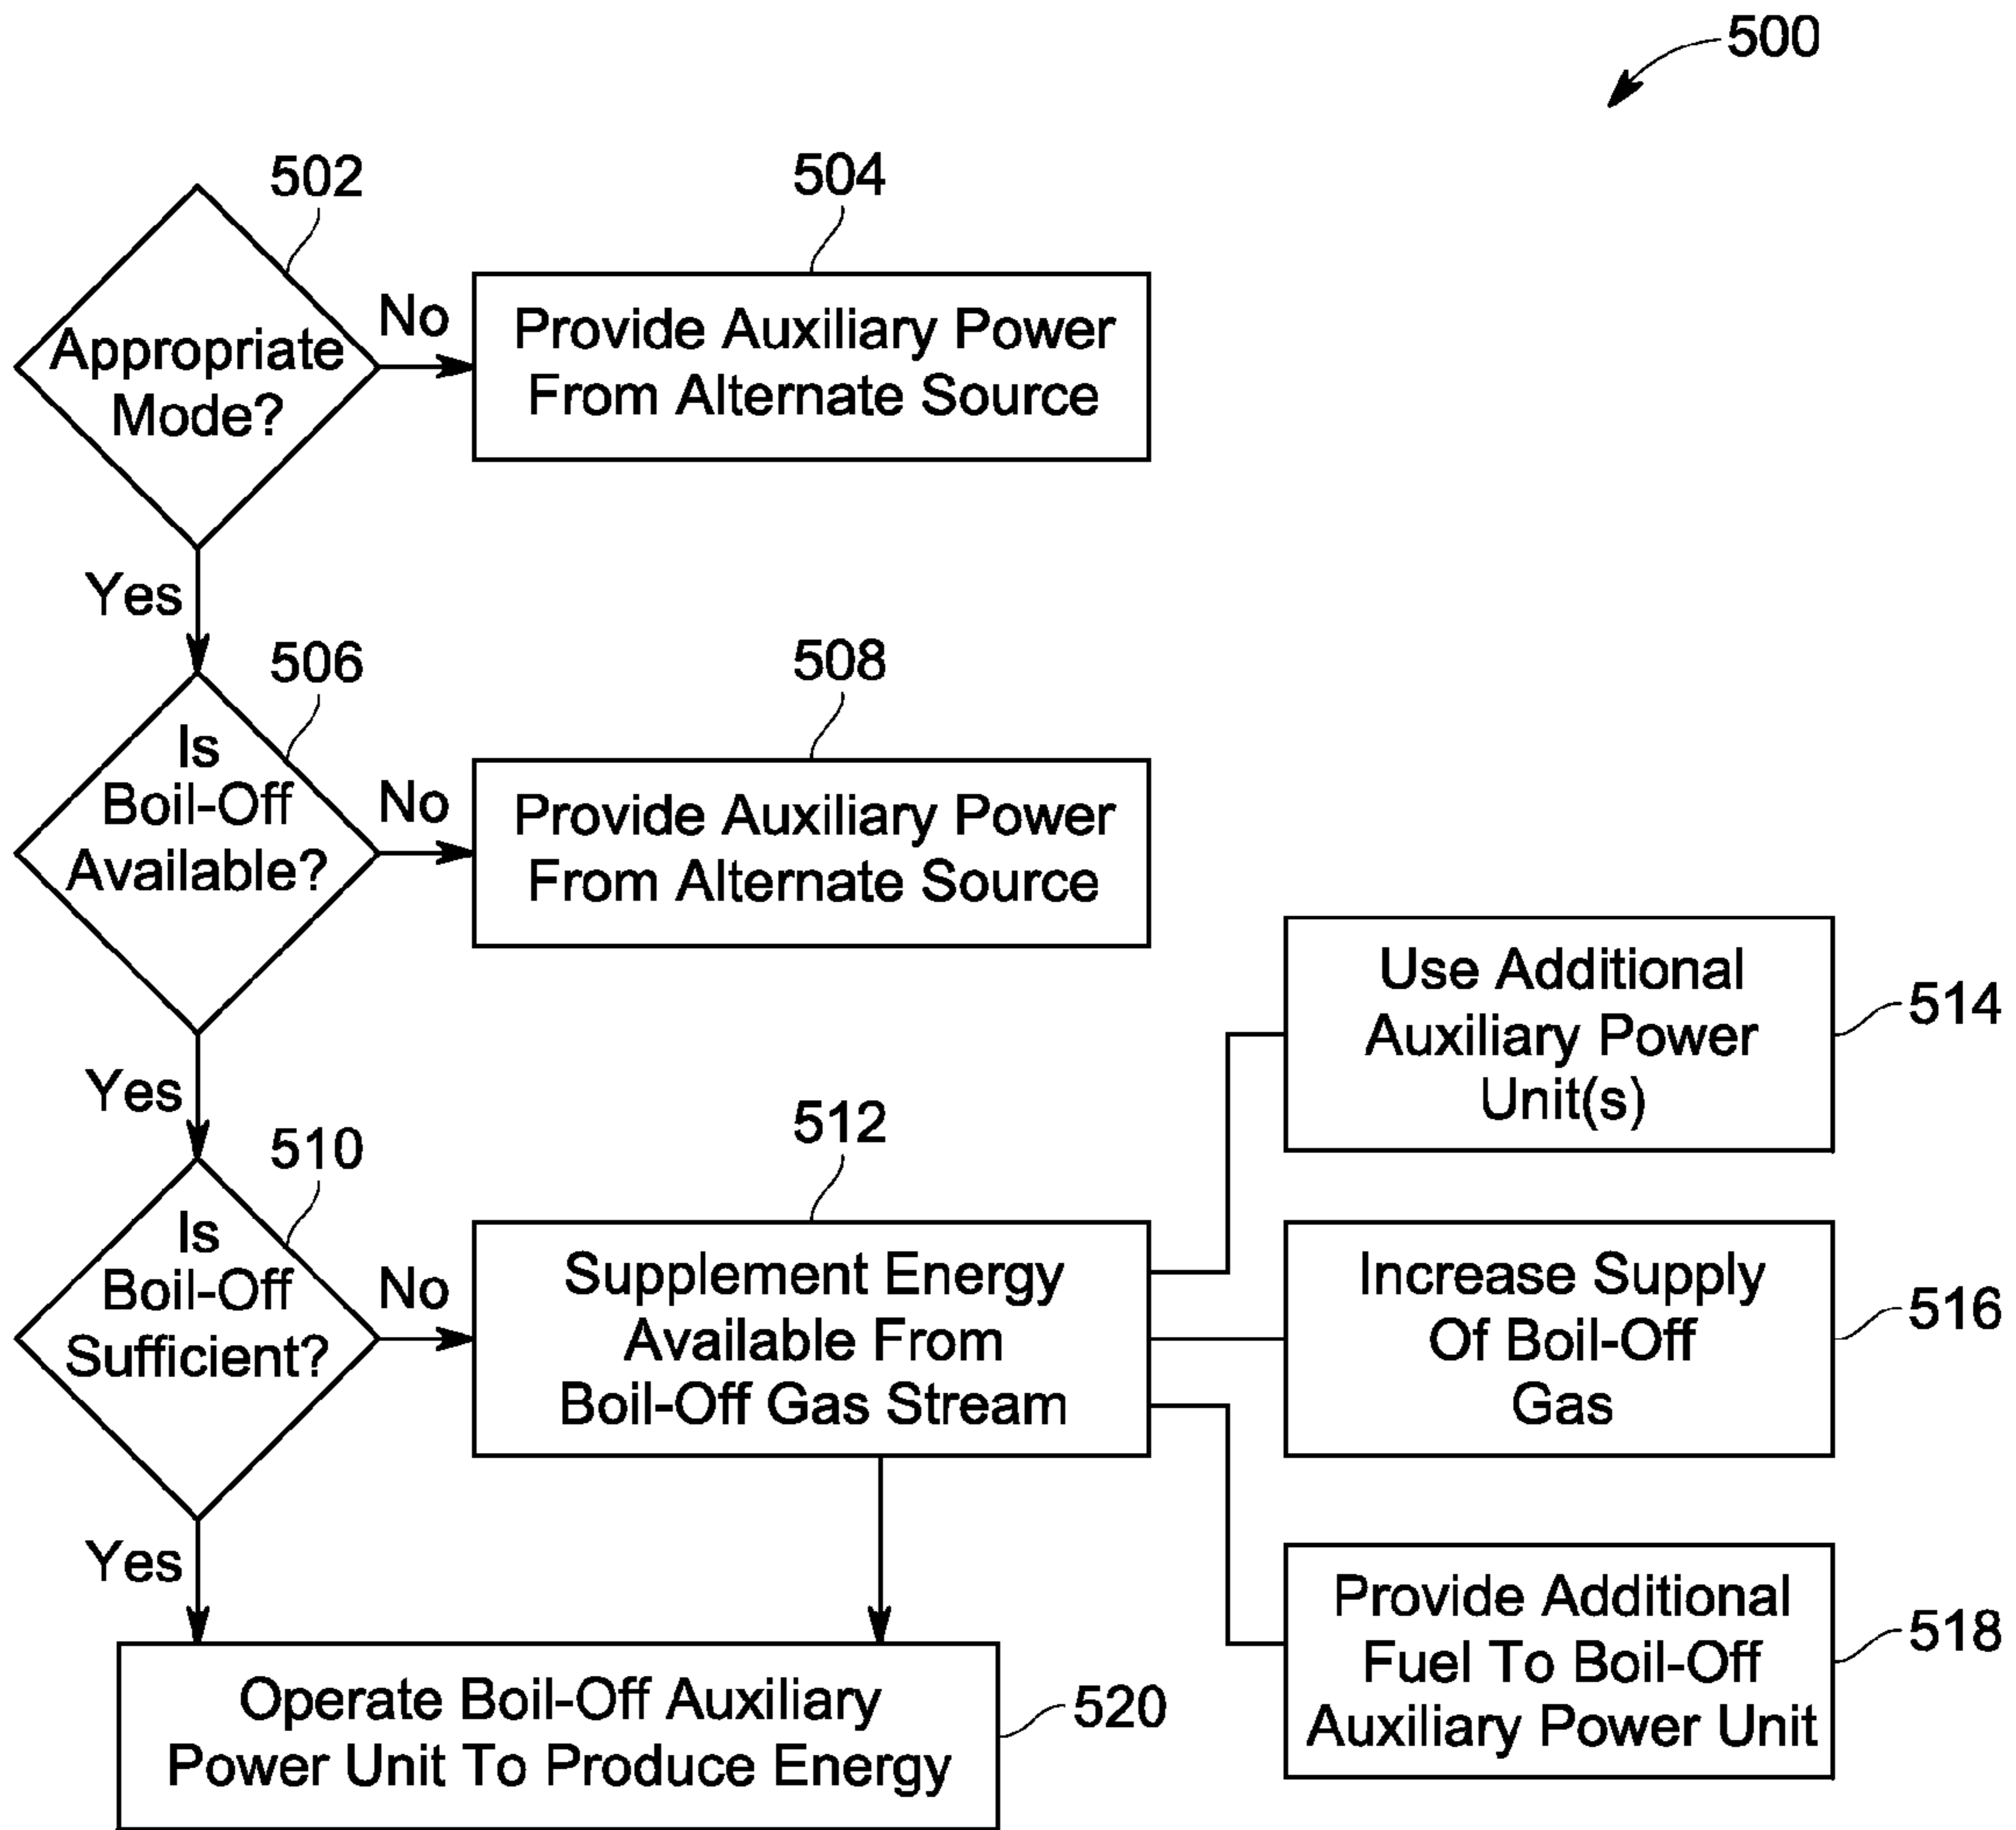 500
502
504
Appropriate
Mode?
No
Provide Auxiliary Power
From Alternate Source
Yes
506
508
Is
Boil-Off
Available?
No
Provide Auxiliary Power
From Alternate Source
Yes
510
512
Is
Boil-Off
Sufficient?
No
Supplement Energy
Available From
Boil-Off Gas Stream
Use Additional
Auxiliary Power
Unit(s)
514
Increase Supply
Of Boil-Off
Gas
516
Provide Additional
Fuel To Boil-Off
Auxiliary Power Unit
518
Yes
Operate Boil-Off Auxiliary
Power Unit To Produce Energy
520